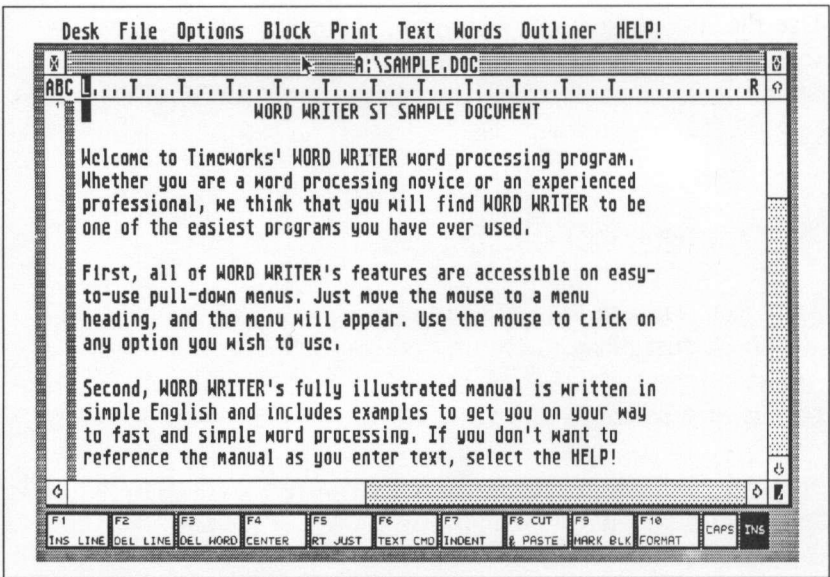 Desk File Options Block Print Text Words Outliner HELP!
A:\SAMPLE.DOC
ABC L....T....T....T....T....T....T....T....T....T....T....T..............R
1
WORD WRITER ST SAMPLE DOCUMENT
Welcome to Timeworks' WORD WRITER word processing program.
Whether you are a word processing novice or an experienced
professional, we think that you will find WORD WRITER to be
one of the easiest programs you have ever used.
First, all of WORD WRITER's features are accessible on easy-
to-use pull-down menus. Just move the mouse to a menu
heading, and the menu will appear. Use the mouse to click on
any option you wish to use.
Second, WORD WRITER's fully illustrated manual is written in
simple English and includes examples to get you on your way
to fast and simple word processing. If you don't want to
reference the manual as you enter text, select the HELP!
F1 F2 F3 F4 F5 F6 F7 F8 CUT F9 F10
INS LINE DEL LINE DEL WORD CENTER RT JUST TEXT CMD INDENT & PASTE MARK BLK FORMAT CAPS INS